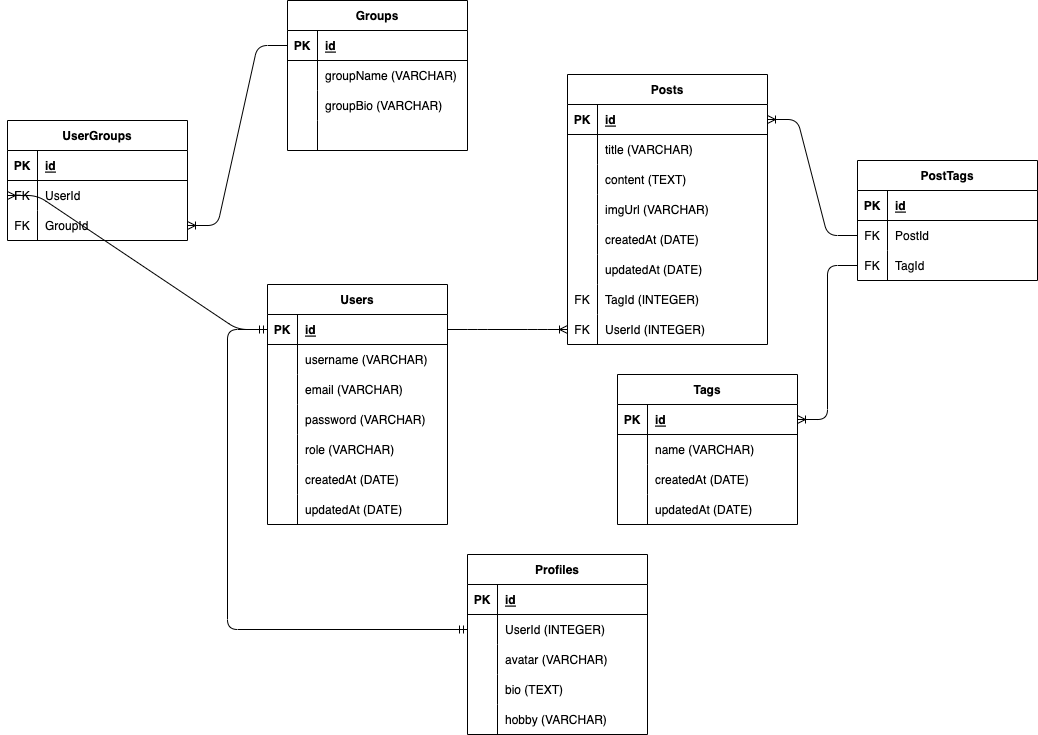 Groups
PK id
groupName (VARCHAR)
groupBio (VARCHAR)
UserGroups
PK id
FK UserId
FK GroupId
Posts
PK id
title (VARCHAR)
content (TEXT)
imgUrl (VARCHAR)
createdAt (DATE)
updatedAt (DATE)
FK TagId (INTEGER)
FK UserId (INTEGER)
PostTags
PK id
FK PostId
FK TagId
Users
PK id
username (VARCHAR)
email (VARCHAR)
password (VARCHAR)
role (VARCHAR)
createdAt (DATE)
updatedAt (DATE)
Tags
PK id
name (VARCHAR)
createdAt (DATE)
updatedAt (DATE)
Profiles
PK id
UserId (INTEGER)
avatar (VARCHAR)
bio (TEXT)
hobby (VARCHAR)